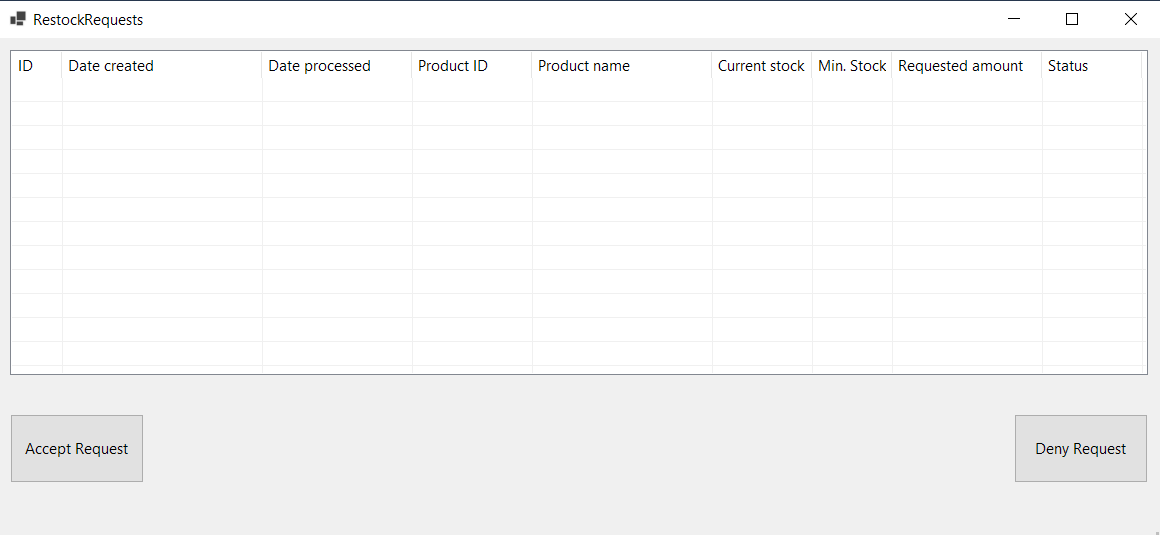 RestockRequests
ID Date created Date processed Product ID Product name Current stock Min. Stock Requested amount Status
Accept Request Deny Request